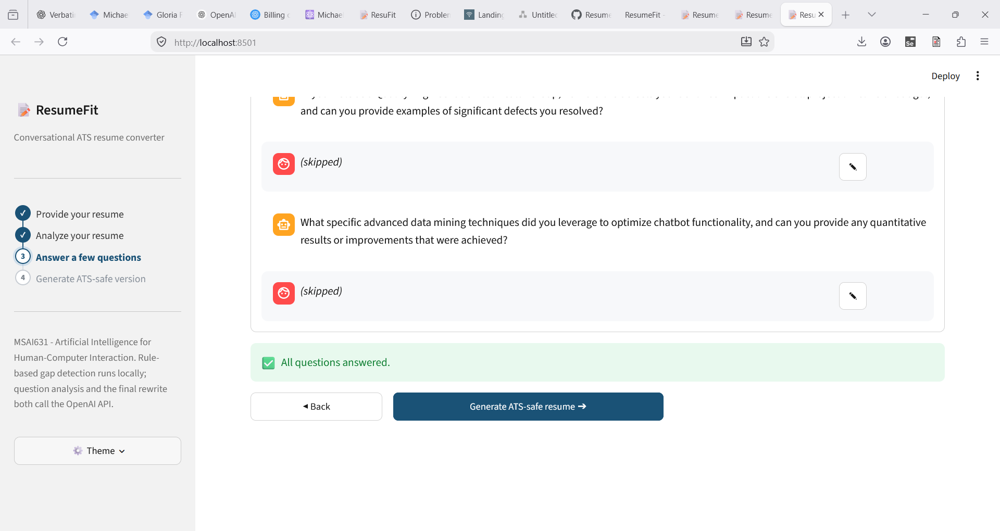 Verbati
Michae
Gloria F
OpenAI
Billing c
Michael
ResuFit
Problem
Landing
Untitled
Resume
ResumeFit -
Resume
Resume
Resu
http://localhost:8501
Deploy
ResumeFit
Conversational ATS resume converter
Provide your resume
Analyze your resume
3 Answer a few questions
4 Generate ATS-safe version
MSAI631 - Artificial Intelligence for
Human-Computer Interaction. Rule-
based gap detection runs locally;
question analysis and the final rewrite
both call the OpenAI API.
Theme
and can you provide examples of significant defects you resolved?
(skipped)
What specific advanced data mining techniques did you leverage to optimize chatbot functionality, and can you provide any quantitative
results or improvements that were achieved?
(skipped)
All questions answered.
Back
Generate ATS-safe resume →